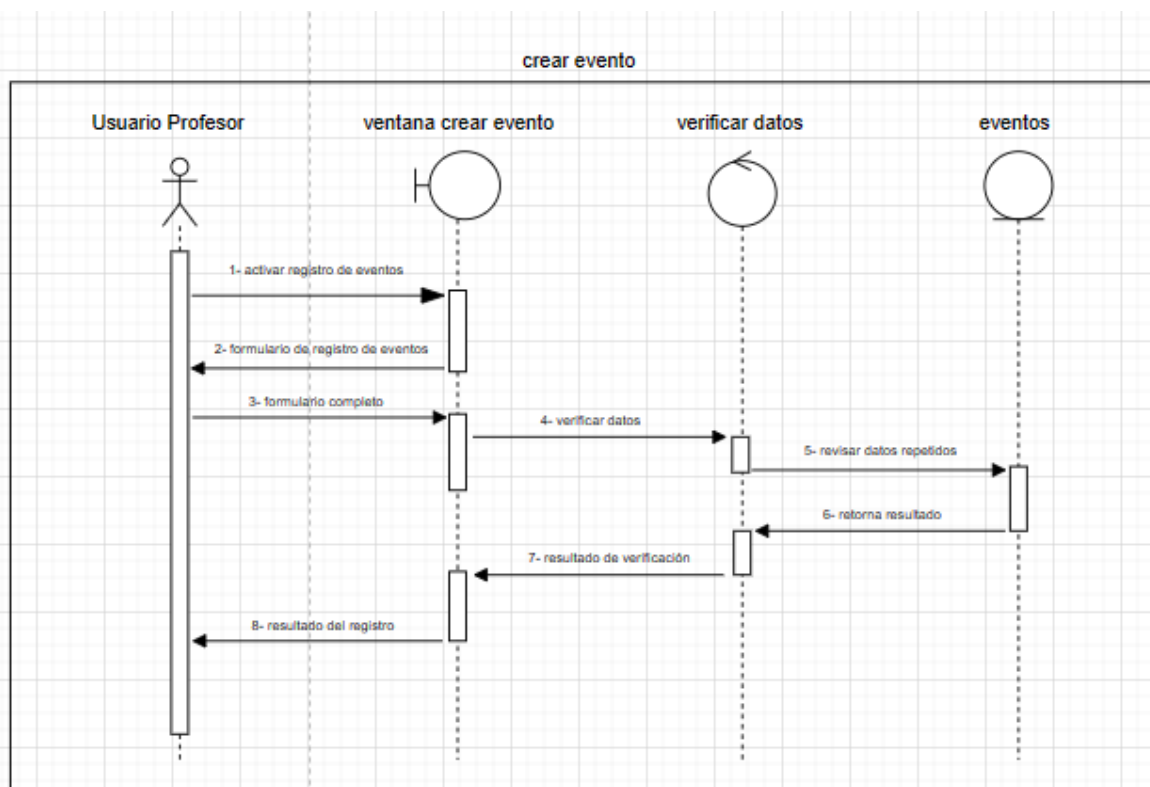 crear evento
Usuario Profesor
ventana crear evento
verificar datos
eventos
1- activar registro de eventos
2- formulario de registro de eventos
3- formulario completo
4- verificar datos
5- revisar datos repetidos
6- retorna resultado
7- resultado de verificación
8- resultado del registro